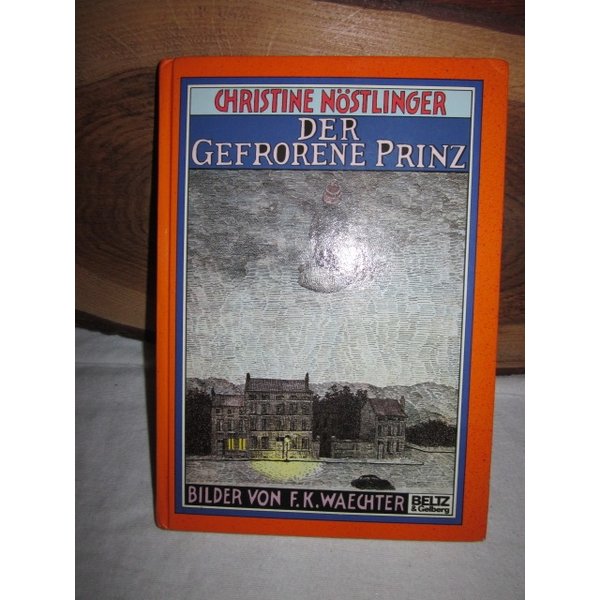 CHRISTINE NÖSTLINGER
DER
GEFRORENE PRINZ
BILDER VON F.K. WAECHTER
BELTZ
& Gelberg